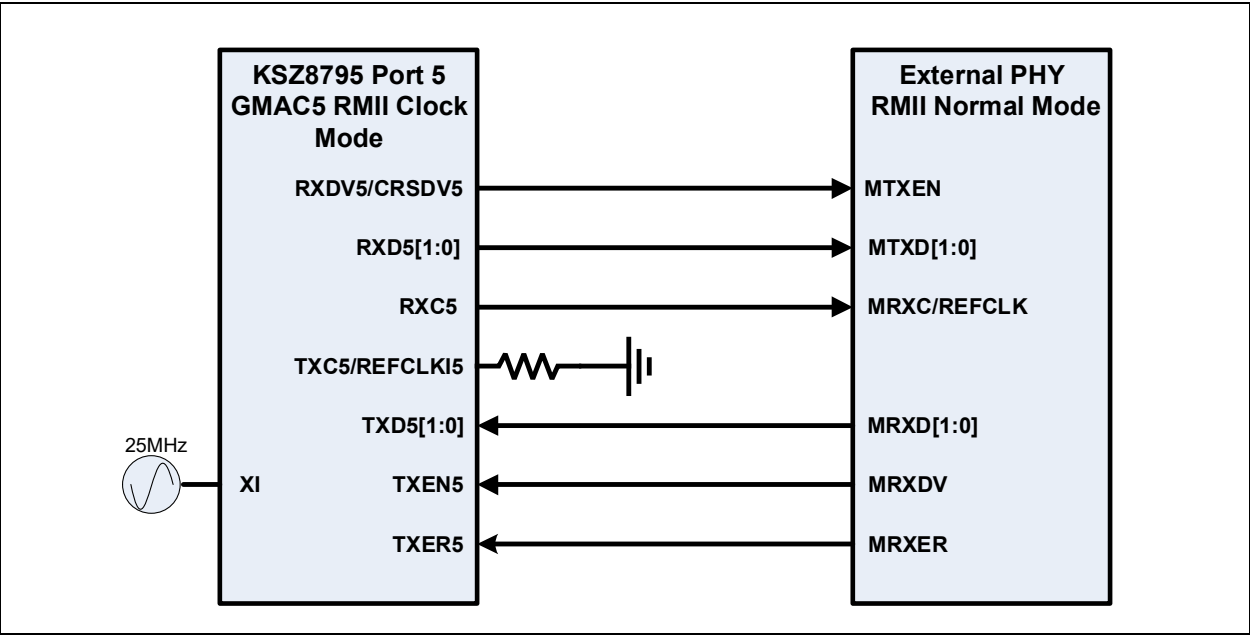 KSZ8795 Port 5
GMAC5 RMII Clock
Mode
RXDV5/CRSDV5
RXD5[1:0]
RXC5
TXC5/REFCLKI5
TXD5[1:0]
TXEN5
TXER5
25MHz
XI
External PHY
RMII Normal Mode
MTXEN
MTXD[1:0]
MRXC/REFCLK
MRXD[1:0]
MRXDV
MRXER